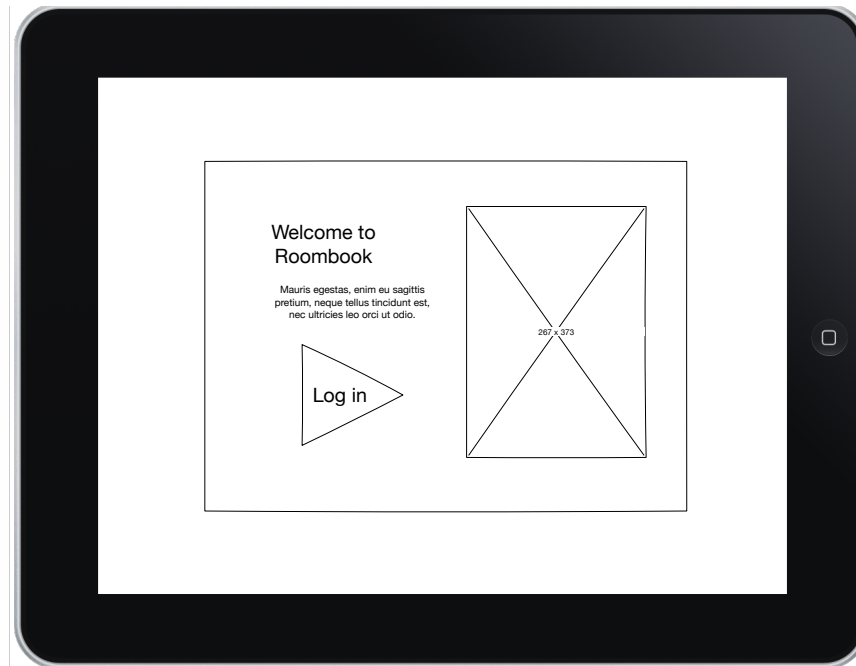 Welcome to
Roombook
Mauris egestas, enim eu sagittis
pretium, neque tellus tincidunt est,
nec ultricies leo orci ut odio.
Log in
267 x 373